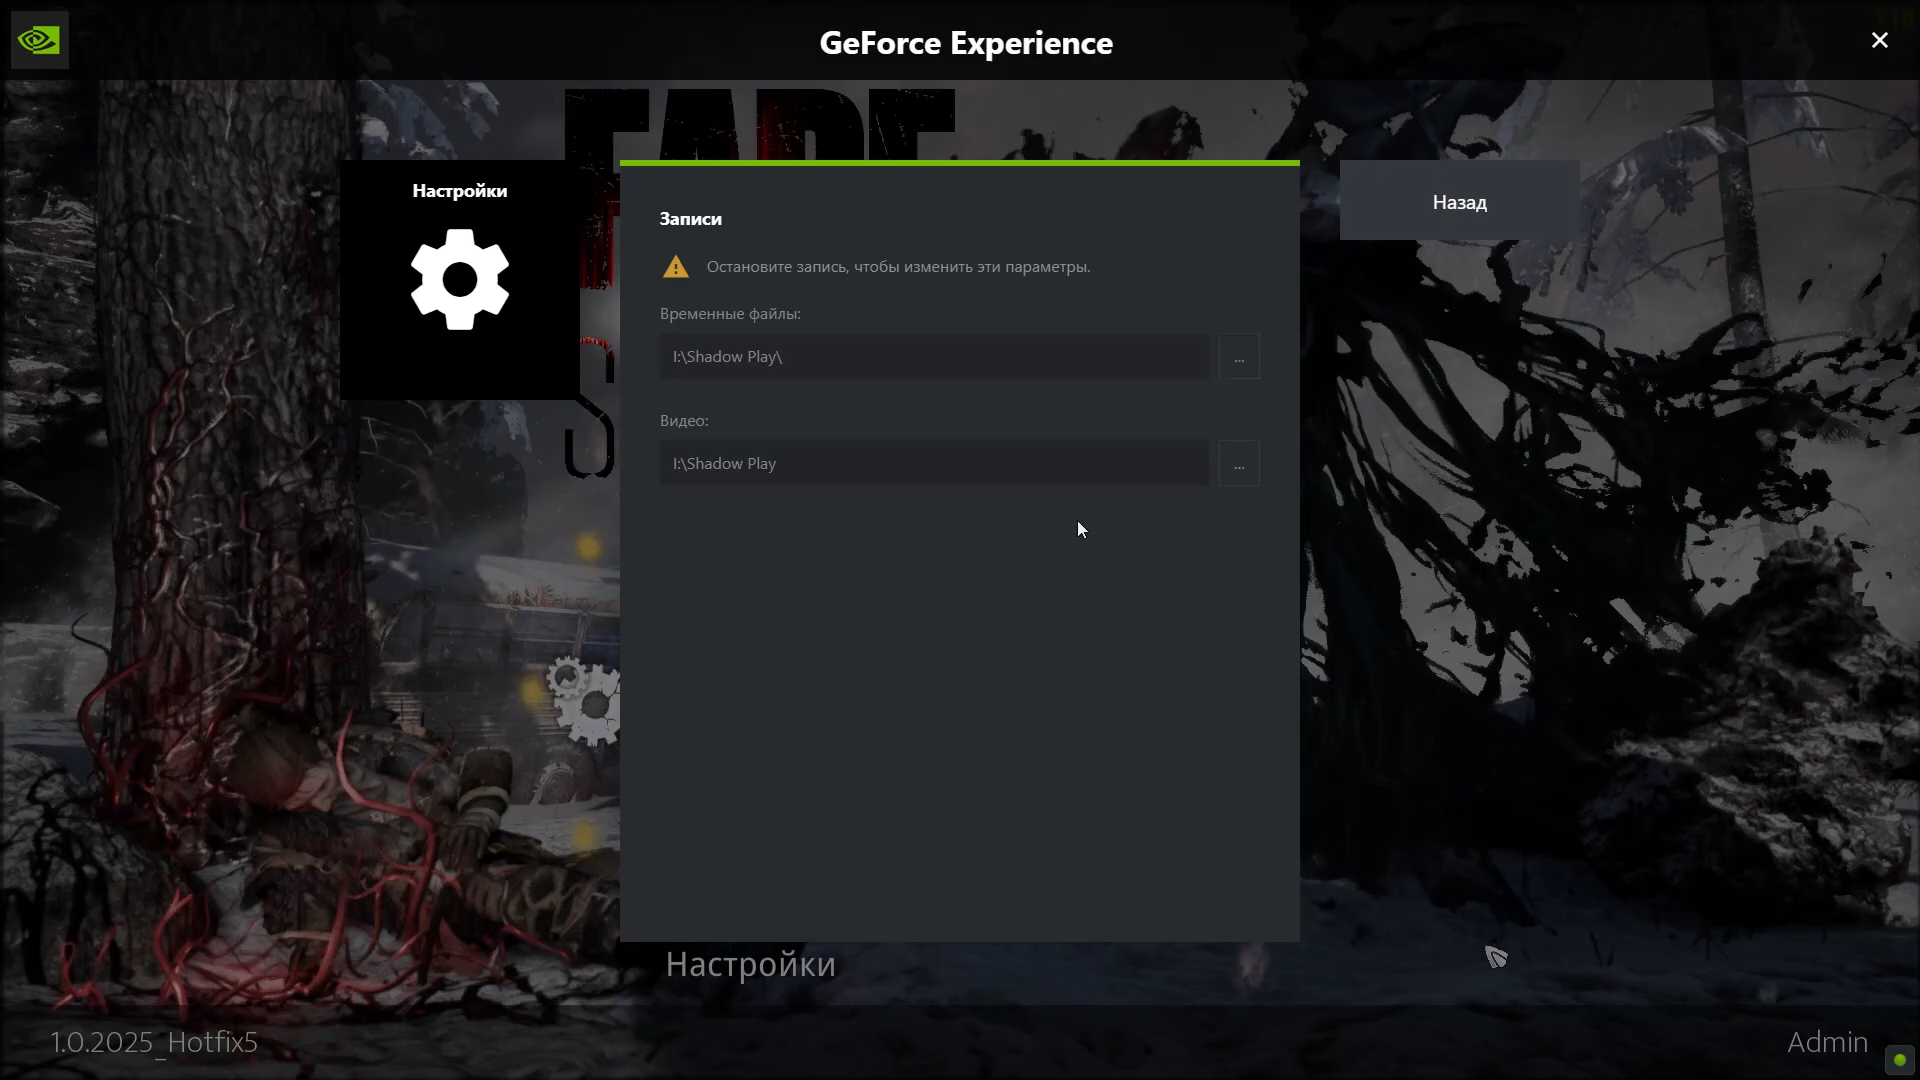 GeForce Experience
Настройки
Записи
Остановите запись, чтобы изменить эти параметры.
Временные файлы:
I:\Shadow Play\
...
Видео:
I:\Shadow Play
...
Назад
Настройки
1.0.2025_Hotfix5
Admin